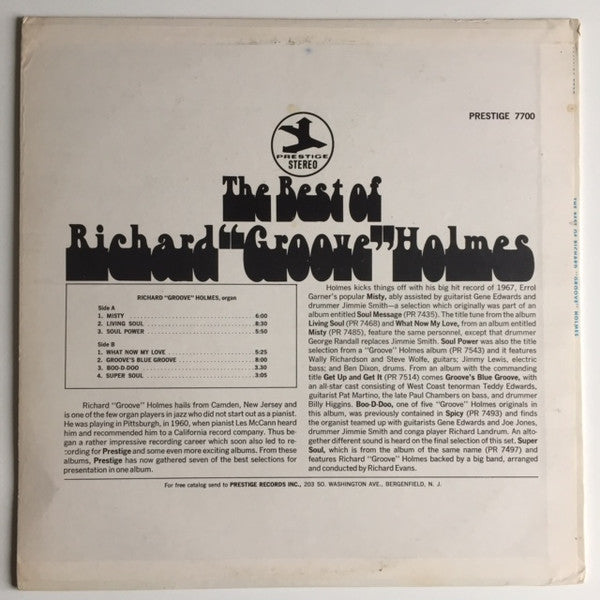 PRESTIGE 7700
PRESTIGE
STEREO
The Best of
Richard “Groove” Holmes
RICHARD "GROOVE" HOLMES, organ
Side A
1. MISTY 6:00
2. LIVING SOUL 8:30
3. SOUL POWER 5:50
Side B
1. WHAT NOW MY LOVE 5:25
2. GROOVE'S BLUE GROOVE 8:00
3. BOO-D-DOO 3.30
4. SUPER SOUL 3:05
Richard "Groove" Holmes hails from Camden, New Jersey and
is one of the few organ players in jazz who did not start out as a pianist.
He was playing in Pittsburgh, in 1960, when pianist Les McCann heard
him and recommended him to a California record company. Thus be-
gan a rather impressive recording career which soon also led to re-
cording for Prestige and some even more exciting albums. From these
albums, Prestige has now gathered seven of the best selections for
presentation in one album.
Holmes kicks things off with his big hit record of 1967, Errol
Garner's popular Misty, ably assisted by guitarist Gene Edwards and
drummer Jimmie Smith—a selection which originally was part of an
album entitled Soul Message (PR 7435). The title tune from the album
Living Soul (PR 7468) and What Now My Love, from an album entitled
Misty (PR 7485), feature the same personnel, except that drummer
George Randall replaces Jimmie Smith. Soul Power was also the title
selection from a "Groove" Holmes album (PR 7543) and it features
Wally Richardson and Steve Wolfe, guitars; Jimmy Lewis, electric
bass; and Ben Dixon, drums. From an album with the commanding
title Get Up and Get It (PR 7514) comes Groove's Blue Groove, with
an all-star cast consisting of West Coast tenorman Teddy Edwards,
guitarist Pat Martino, the late Paul Chambers on bass, and drummer
Billy Higgins. Boo-D-Doo, one of five "Groove" Holmes originals in
this album, was previously contained in Spicy (PR 7493) and finds
the organist teamed up with guitarists Gene Edwards and Joe Jones,
drummer Jimmie Smith and conga player Richard Landrum. An alto-
gether different sound is heard on the final selection of this set, Super
Soul, which is from the album of the same name (PR 7497) and
features Richard "Groove" Holmes backed by a big band, arranged
and conducted by Richard Evans.
For free catalog send to PRESTIGE RECORDS INC., 203 SO. WASHINGTON AVE., BERGENFIELD, N. J.
THE BEST OF RICHARD "GROOVE" HOLMES